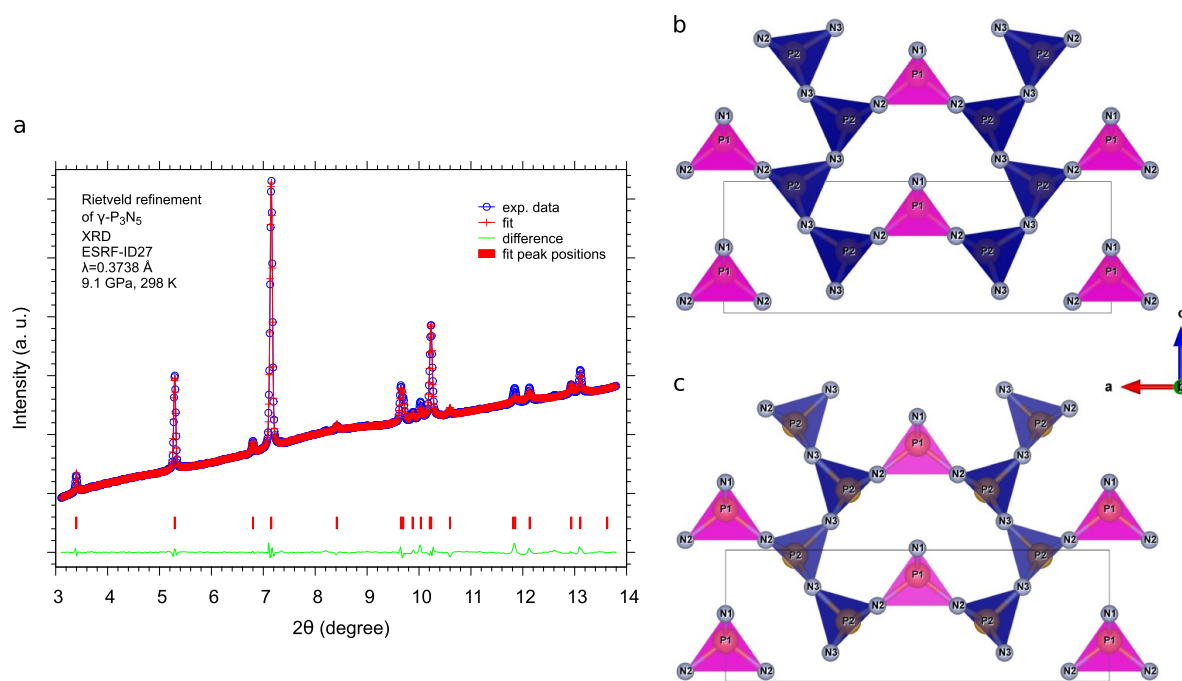 a
Rietveld refinement
of γ-P₃N₅
XRD
ESRF-ID27
λ=0.3738 Å
9.1 GPa, 298 K
exp. data
fit
difference
fit peak positions
Intensity (a. u.)
3 4 5 6 7 8 9 10 11 12 13 14
2θ (degree)
b
N3 N3
N2 N2
P2 P2
N1
P1
N3 N2 N2 N3
N1 P2 P2 N1
P1 P1
N3 N3
N2 N2 N2 N2
P2 N1 P2
P1
N3 N2 N2 N3
N1 P2 P2 N1
P1 P1
N3 N3
N2 N2 N2 N2
c
a
c
N3 N3
N2 N2
P2 N1 P2
P1
N3 N2 N2 N3
N1 P2 P2 N1
P1 P1
N3 N3
N2 N2 N2 N2
P2 N1 P2
P1
N3 N2 N2 N3
N1 P2 P2 N1
P1 P1
N3 N3
N2 N2 N2 N2